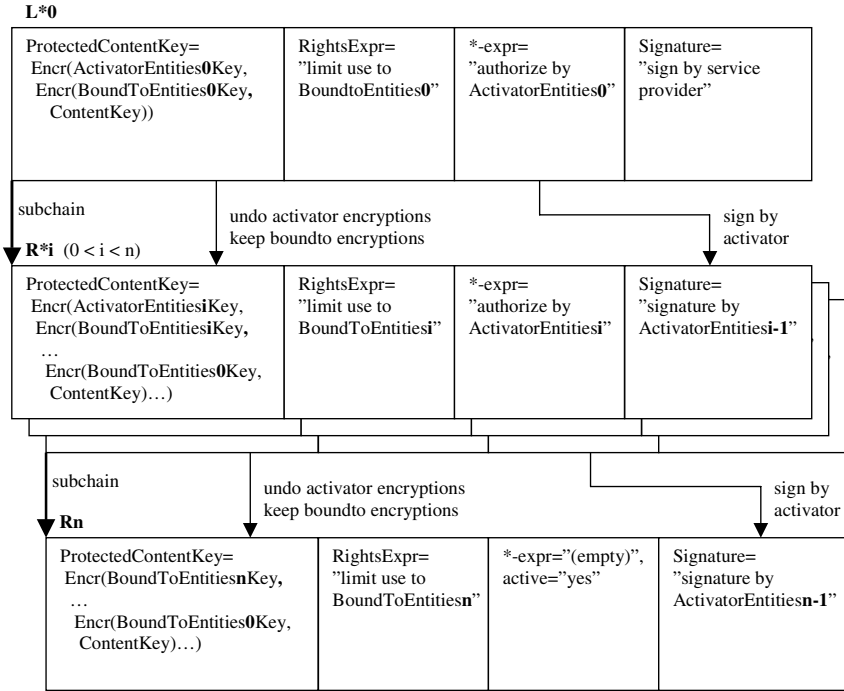 L*0
ProtectedContentKey=
Encr(ActivatorEntities0Key,
Encr(BoundToEntities0Key,
ContentKey))
RightsExpr=
”limit use to
BoundtoEntities0”
*-expr=
”authorize by
ActivatorEntities0”
Signature=
”sign by service
provider”
subchain
undo activator encryptions
keep boundto encryptions
sign by
activator
R*i (0 < i < n)
ProtectedContentKey=
Encr(ActivatorEntitiesiKey,
Encr(BoundToEntitiesiKey,
…
Encr(BoundToEntities0Key,
ContentKey)…)
RightsExpr=
”limit use to
BoundToEntitiesi”
*-expr=
”authorize by
ActivatorEntitiesi”
Signature=
”signature by
ActivatorEntitiesi-1”
subchain
undo activator encryptions
keep boundto encryptions
sign by
activator
Rn
ProtectedContentKey=
Encr(BoundToEntitiesnKey,
…
Encr(BoundToEntities0Key,
ContentKey)…)
RightsExpr=
”limit use to
BoundToEntitiesn”
*-expr=”(empty)”,
active=”yes”
Signature=
”signature by
ActivatorEntitiesn-1”